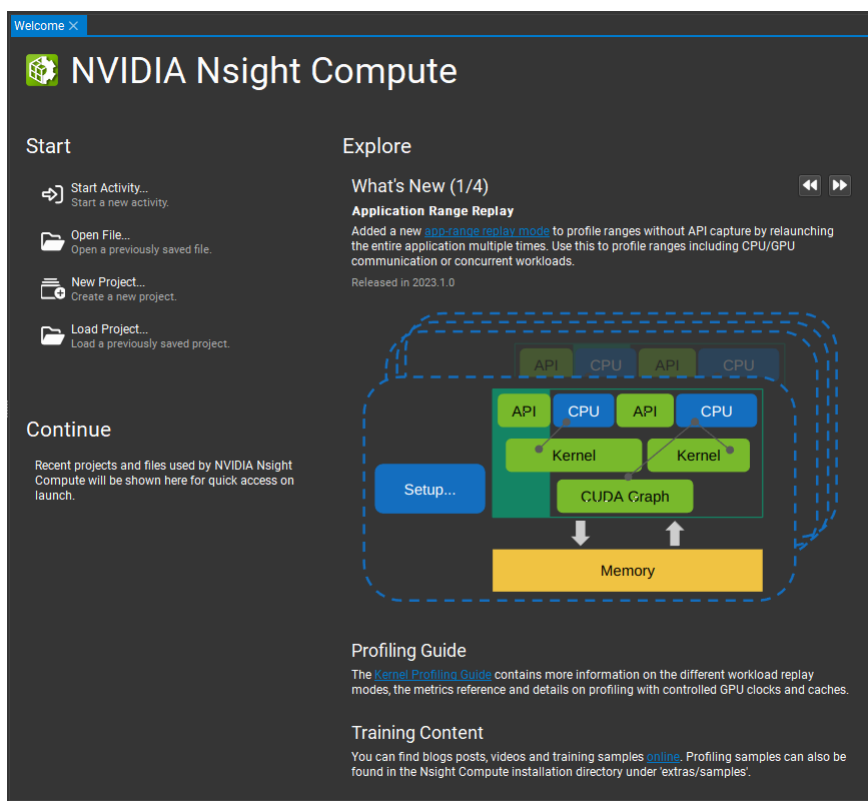 Welcome
NVIDIA Nsight Compute
Start
Start Activity...
Start a new activity.
Open File...
Open a previously saved file.
New Project...
Create a new project.
Load Project...
Load a previously saved project.
Continue
Recent projects and files used by NVIDIA Nsight
Compute will be shown here for quick access on
launch.
Explore
What's New (1/4)
Application Range Replay
Added a new app-range replay mode to profile ranges without API capture by relaunching
the entire application multiple times. Use this to profile ranges including CPU/GPU
communication or concurrent workloads.
Released in 2023.1.0
API CPU API CPU
API CPU API CPU
Kernel Kernel
Setup...
CUDA Graph
Memory
Profiling Guide
The Kernel Profiling Guide contains more information on the different workload replay
modes, the metrics reference and details on profiling with controlled GPU clocks and caches.
Training Content
You can find blogs posts, videos and training samples online. Profiling samples can also be
found in the Nsight Compute installation directory under 'extras/samples'.